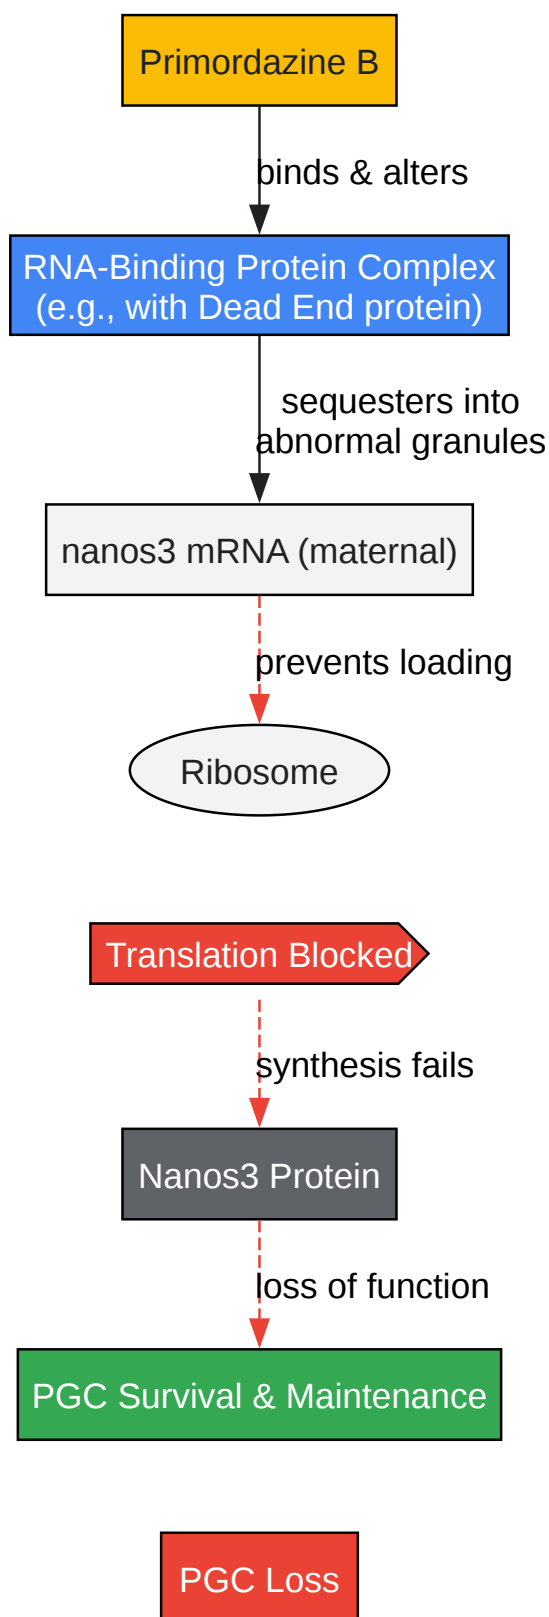 Primordazine B
binds & alters
RNA-Binding Protein Complex
(e.g., with Dead End protein)
sequesters into
abnormal granules
nanos3 mRNA (maternal)
prevents loading
Ribosome
Translation Blocked
synthesis fails
Nanos3 Protein
loss of function
PGC Survival & Maintenance
PGC Loss